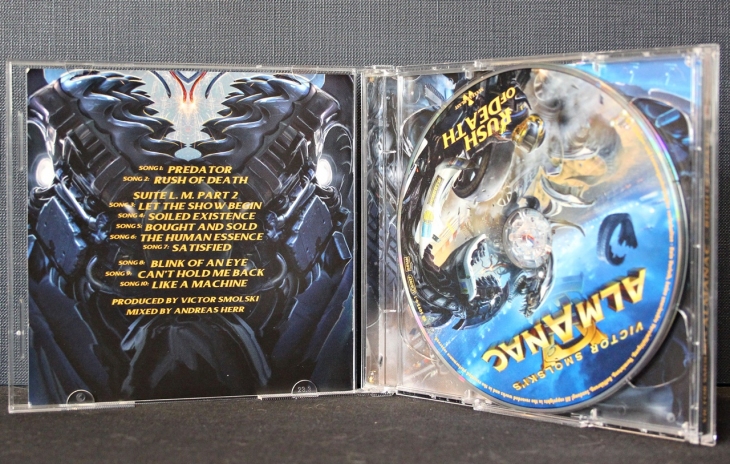 SONG 1: PREDATOR
SONG 2: RUSH OF DEATH
SUITE L. M. PART 2
SONG 3: LET THE SHOW BEGIN
SONG 4: SOILED EXISTENCE
SONG 5: BOUGHT AND SOLD
SONG 6: THE HUMAN ESSENCE
SONG 7: SATISFIED
SONG 8: BLINK OF AN EYE
SONG 9: CAN'T HOLD ME BACK
SONG 10: LIKE A MACHINE
PRODUCED BY VICTOR SMOLSKI
MIXED BY ANDREAS HERR
RUSH
OF DEATH
VICTOR SMOLSKI'S
ALMANAC